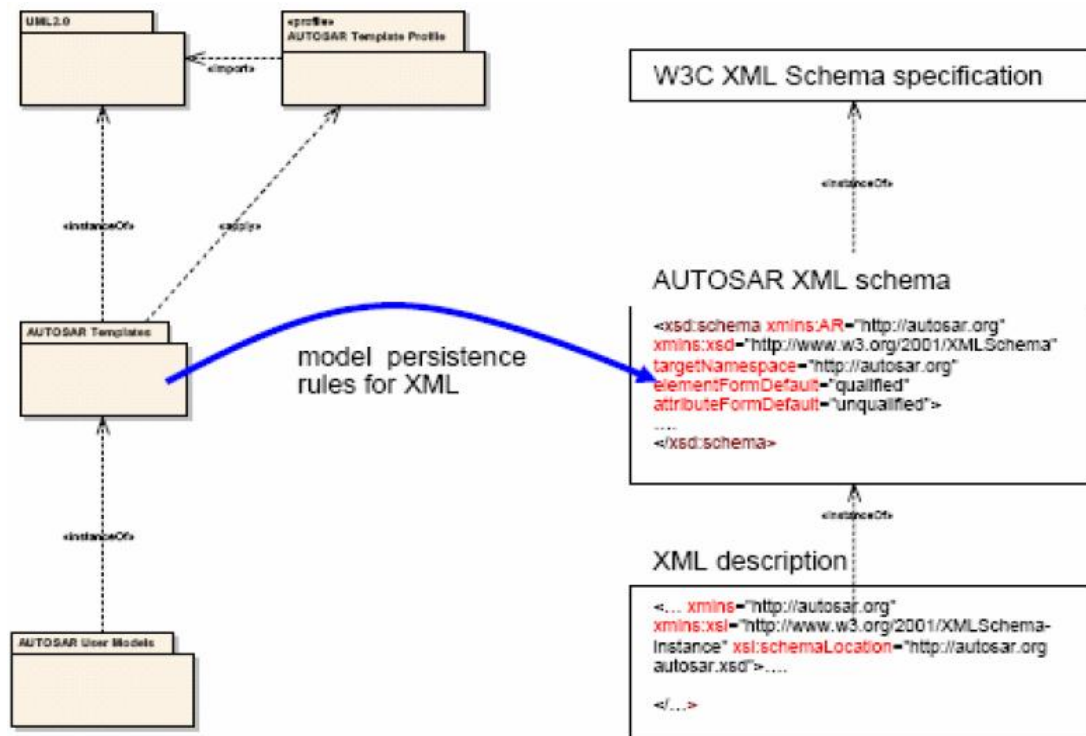 UML2.0
«profile»
AUTOSAR Template Profile
«import»
«instanceOf»
«apply»
AUTOSAR Templates
«instanceOf»
AUTOSAR User Models
model persistence
rules for XML
W3C XML Schema specification
«instanceOf»
AUTOSAR XML schema
<xsd:schema xmlns:AR="http://autosar.org"
xmlns:xsd="http://www.w3.org/2001/XMLSchema"
targetNamespace="http://autosar.org"
elementFormDefault="qualified"
attributeFormDefault="unqualified">
....
</xsd:schema>
«instanceOf»
XML description
<... xmlns="http://autosar.org"
xmlns:xsi="http://www.w3.org/2001/XMLSchema-
instance" xsi:schemaLocation="http://autosar.org
autosar.xsd">....
</...>